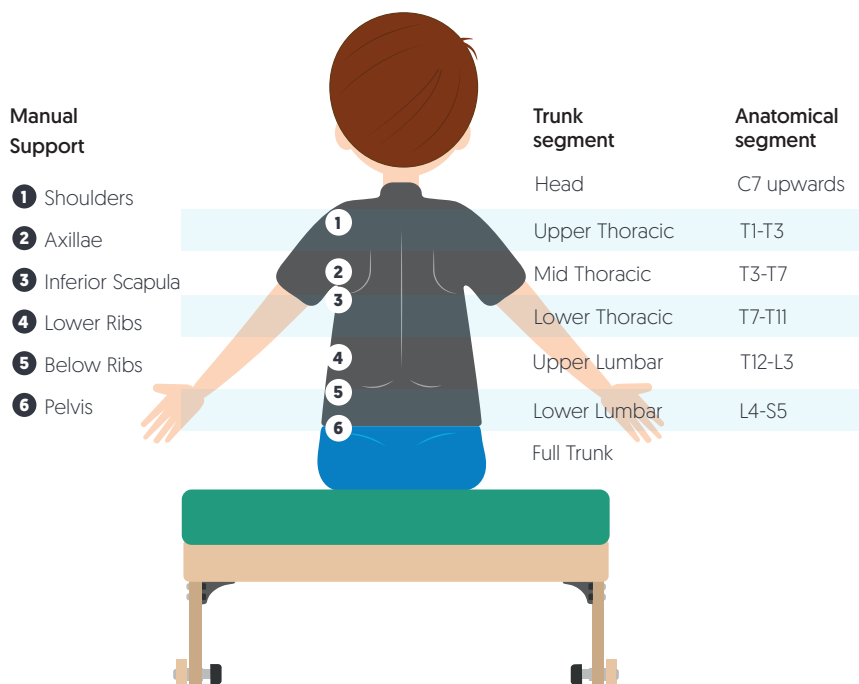 Manual
Support
1 Shoulders
2 Axillae
3 Inferior Scapula
4 Lower Ribs
5 Below Ribs
6 Pelvis
1
2
3
4
5
6
Trunk
segment
Anatomical
segment
Head C7 upwards
Upper Thoracic T1-T3
Mid Thoracic T3-T7
Lower Thoracic T7-T11
Upper Lumbar T12-L3
Lower Lumbar L4-S5
Full Trunk